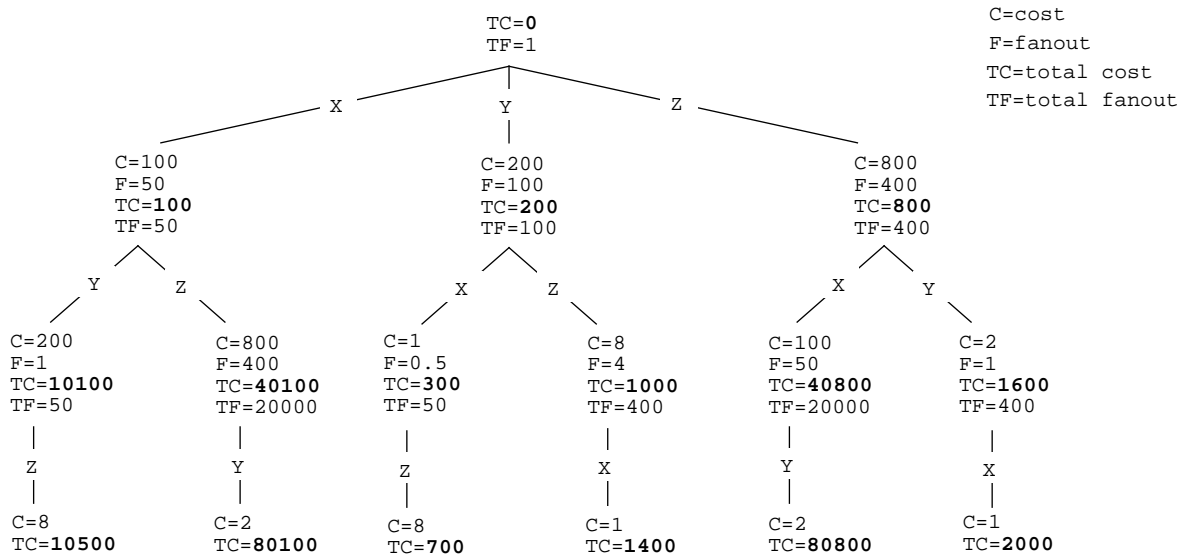 TC=0
TF=1
C=cost
F=fanout
TC=total cost
TF=total fanout
X
Y
Z
C=100
F=50
TC=100
TF=50
C=200
F=100
TC=200
TF=100
C=800
F=400
TC=800
TF=400
Y
Z
X
Z
X
Y
C=200
F=1
TC=10100
TF=50
C=800
F=400
TC=40100
TF=20000
C=1
F=0.5
TC=300
TF=50
C=8
F=4
TC=1000
TF=400
C=100
F=50
TC=40800
TF=20000
C=2
F=1
TC=1600
TF=400
Z
Y
Z
X
Y
X
C=8
TC=10500
C=2
TC=80100
C=8
TC=700
C=1
TC=1400
C=2
TC=80800
C=1
TC=2000